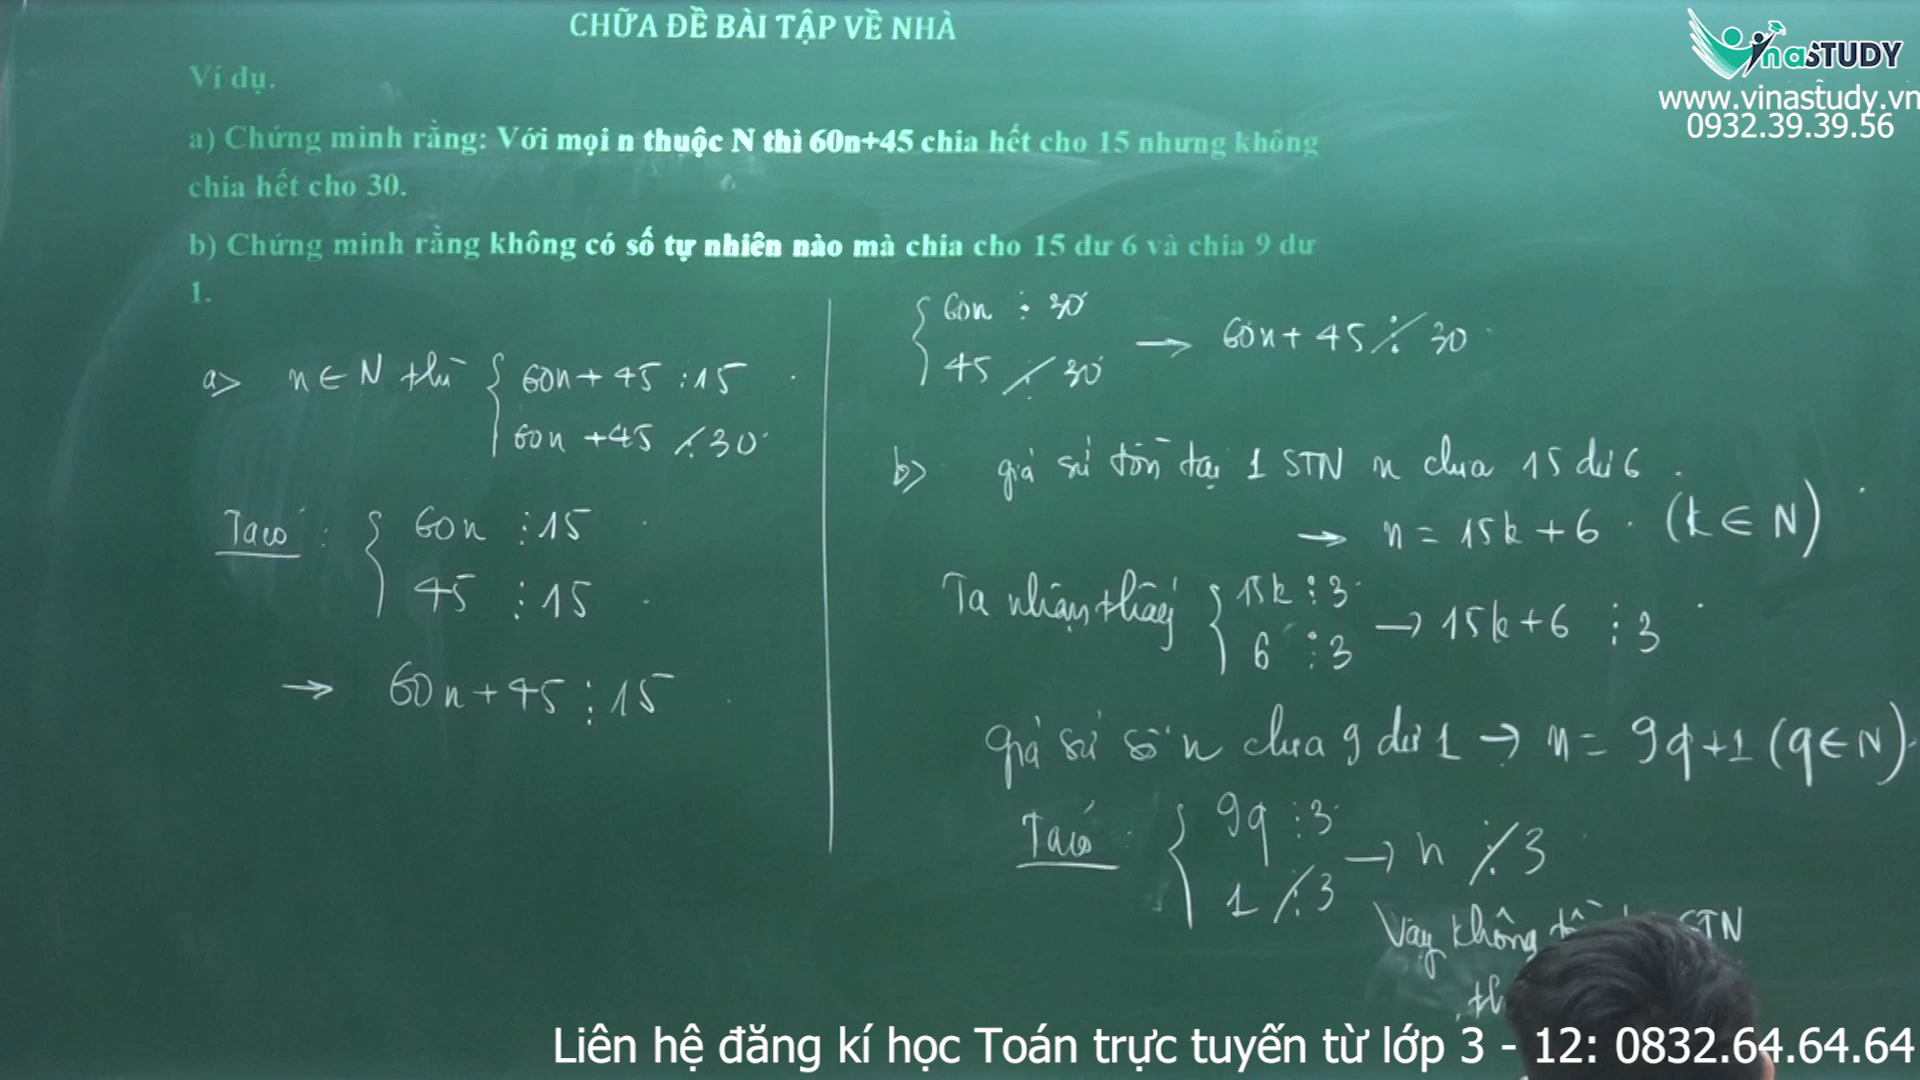 CHỮA ĐỀ BÀI TẬP VỀ NHÀ
VinaSTUDY
www.vinastudy.vn
0932.39.39.56
Ví dụ.
a) Chứng minh rằng: Với mọi n thuộc N thì 60n+45 chia hết cho 15 nhưng không
chia hết cho 30.
b) Chứng minh rằng không có số tự nhiên nào mà chia cho 15 dư 6 và chia 9 dư
1.
a> n ∈ N thì { 60n + 45 ⋮ 15
60n + 45 ⋮̸ 30
Ta có : { 60n ⋮ 15
45 ⋮ 15
→ 60n + 45 ⋮ 15
{ 60n ⋮ 30
45 ⋮̸ 30 → 60n + 45 ⋮̸ 30
b> giả sử tồn tại 1 STN n chia 15 dư 6
→ n = 15k + 6 . (k ∈ N)
Ta nhận thấy { 15k ⋮ 3
6 ⋮ 3 → 15k + 6 ⋮ 3
giả sử số n chia 9 dư 1 → n = 9q + 1 (q ∈ N)
Ta có : { 9q ⋮ 3
1 ⋮̸ 3 → n ⋮̸ 3
Vậy không STN
Liên hệ đăng kí học Toán trực tuyến từ lớp 3 - 12: 0832.64.64.64